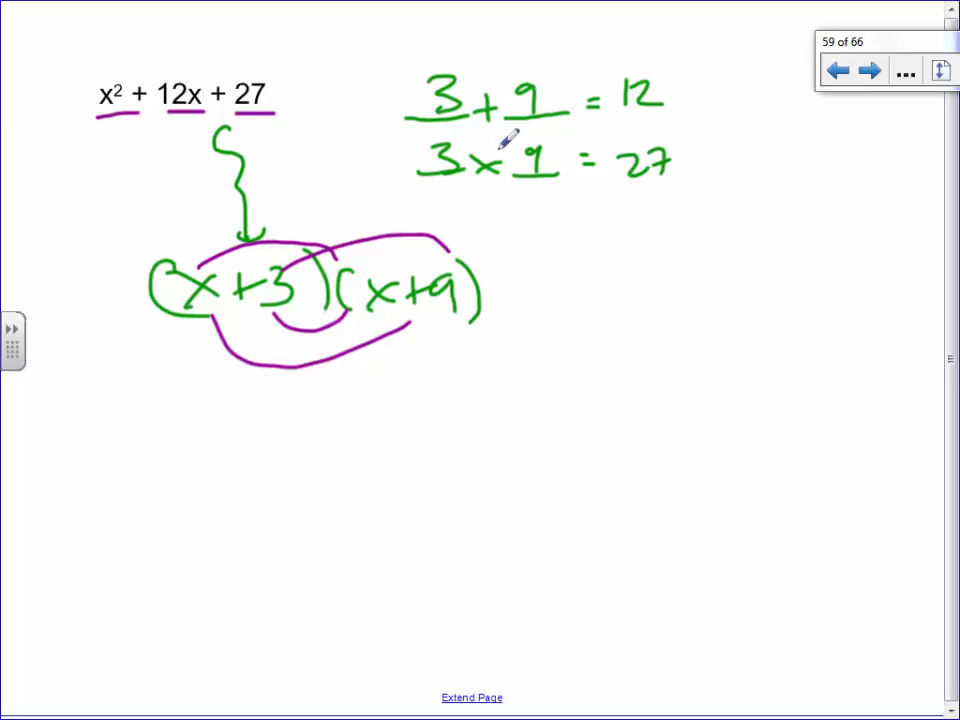 59 of 66
x² + 12x + 27
3 + 9 = 12
3 x 9 = 27
(x+3)(x+9)
Extend Page